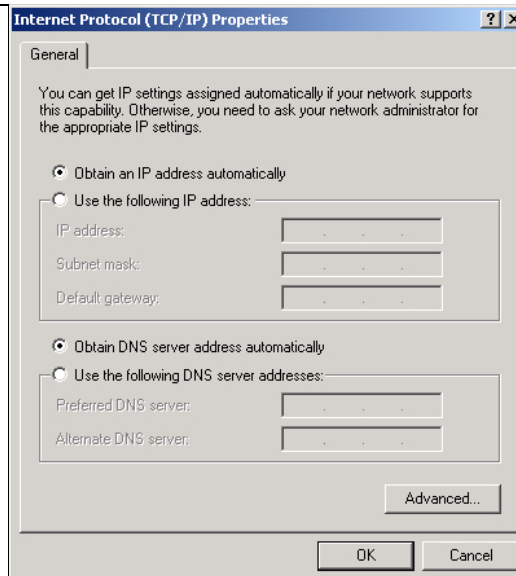 Internet Protocol (TCP/IP) Properties
General
You can get IP settings assigned automatically if your network supports
this capability. Otherwise, you need to ask your network administrator for
the appropriate IP settings.
Obtain an IP address automatically
Use the following IP address:
IP address:
Subnet mask:
Default gateway:
Obtain DNS server address automatically
Use the following DNS server addresses:
Preferred DNS server:
Alternate DNS server:
Advanced...
OK Cancel